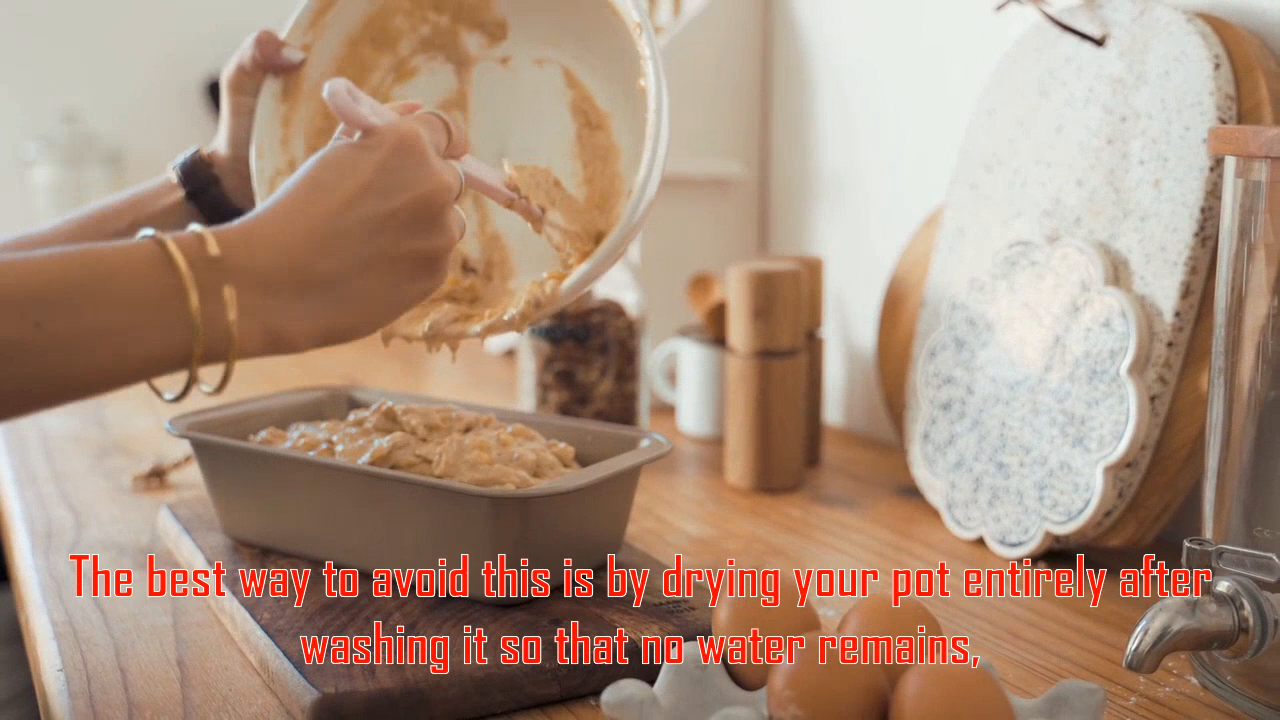 The best way to avoid this is by drying your pot entirely after
washing it so that no water remains,